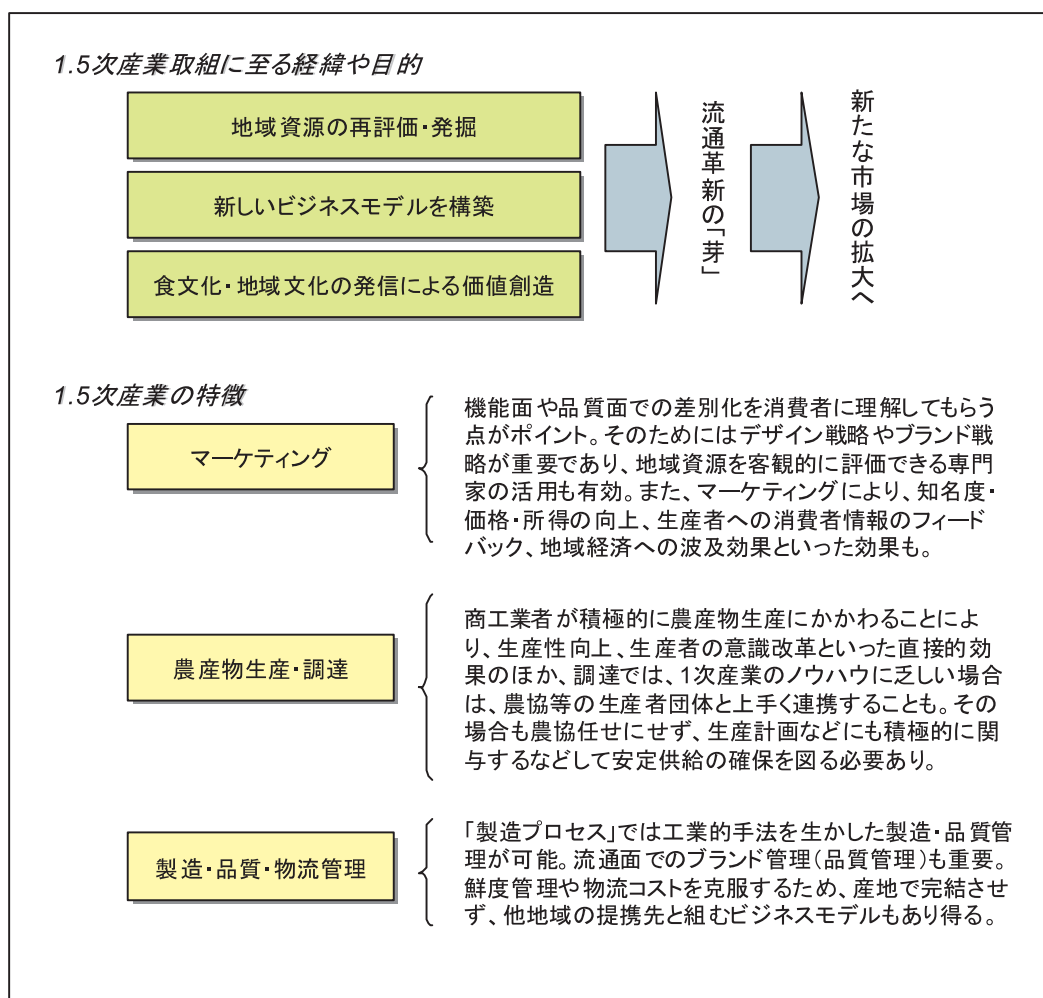 1.5次産業取組に至る経緯や目的
地域資源の再評価・発掘
新しいビジネスモデルを構築
食文化・地域文化の発信による価値創造
流通革新の「芽」
新たな市場の拡大へ
1.5次産業の特徴
マーケティング
機能面や品質面での差別化を消費者に理解してもらう
点がポイント。そのためにはデザイン戦略やブランド戦
略が重要であり、地域資源を客観的に評価できる専門
家の活用も有効。また、マーケティングにより、知名度・
価格・所得の向上、生産者への消費者情報のフィード
バック、地域経済への波及効果といった効果も。
農産物生産・調達
商工業者が積極的に農産物生産にかかわることによ
り、生産性向上、生産者の意識改革といった直接的効
果のほか、調達では、1次産業のノウハウに乏しい場合
は、農協等の生産者団体と上手く連携することも。その
場合も農協任せにせず、生産計画などにも積極的に関
与するなどして安定供給の確保を図る必要あり。
製造・品質・物流管理
「製造プロセス」では工業的手法を生かした製造・品質管
理が可能。流通面でのブランド管理(品質管理)も重要。
鮮度管理や物流コストを克服するため、産地で完結させ
ず、他地域の提携先と組むビジネスモデルもあり得る。